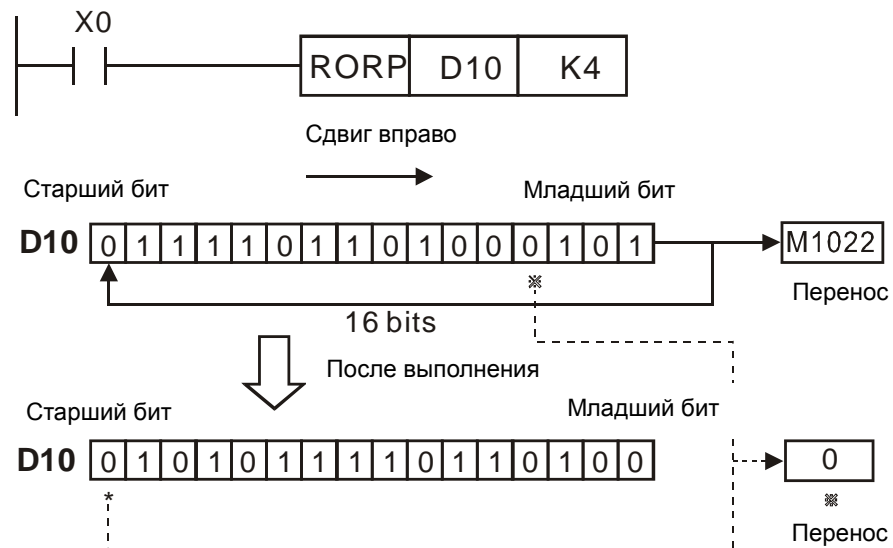 X0
RORP D10 K4
Сдвиг вправо
Старший бит Младший бит
D10 0 1 1 1 1 0 1 1 0 1 0 0 0 1 0 1 M1022
※ Перенос
16 bits
После выполнения
Старший бит Младший бит
D10 0 1 0 1 0 1 1 1 1 0 1 1 0 1 0 0 0
* ※
Перенос